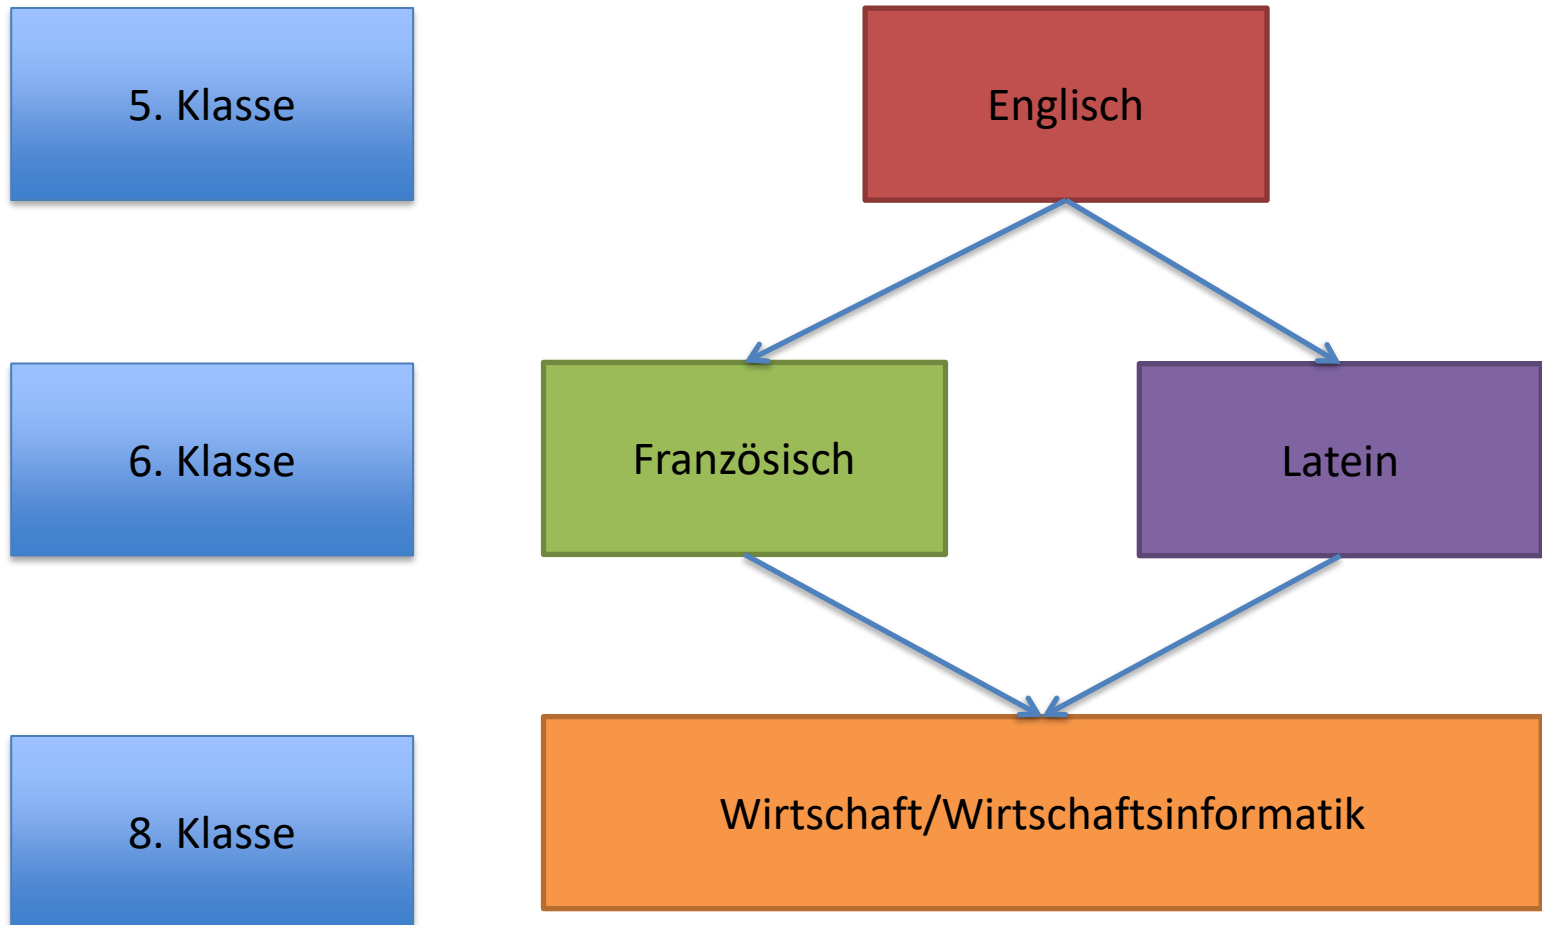 5. Klasse
Englisch
6. Klasse
Französisch
Latein
8. Klasse
Wirtschaft/Wirtschaftsinformatik